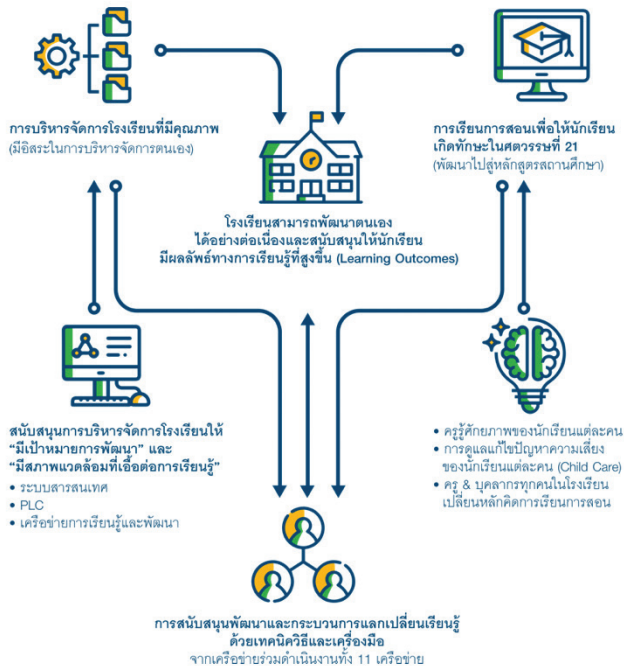 การบริหารจัดการโรงเรียนที่มีคุณภาพ
(มีอิสระในการบริหารจัดการตนเอง)
การเรียนการสอนเพื่อให้นักเรียน
เกิดทักษะในศตวรรษที่ 21
(พัฒนาไปสู่หลักสูตรสถานศึกษา)
โรงเรียนสามารถพัฒนาตนเอง
ได้อย่างต่อเนื่องและสนับสนุนให้นักเรียน
มีผลลัพธ์ทางการเรียนรู้ที่สูงขึ้น (Learning Outcomes)
สนับสนุนการบริหารจัดการโรงเรียนให้
“มีเป้าหมายการพัฒนา” และ
“มีสภาพแวดล้อมที่เอื้อต่อการเรียนรู้”
• ระบบสารสนเทศ
• PLC
• เครือข่ายการเรียนรู้และพัฒนา
• ครูรู้ศักยภาพของนักเรียนแต่ละคน
• การดูแลแก้ไขปัญหาความเสี่ยง
ของนักเรียนแต่ละคน (Child Care)
• ครู & บุคลากรทุกคนในโรงเรียน
เปลี่ยนหลักคิดการเรียนการสอน
การสนับสนุนพัฒนาและกระบวนการแลกเปลี่ยนเรียนรู้
ด้วยเทคนิควิธีและเครื่องมือ
จากเครือข่ายร่วมดำเนินงานทั้ง 11 เครือข่าย